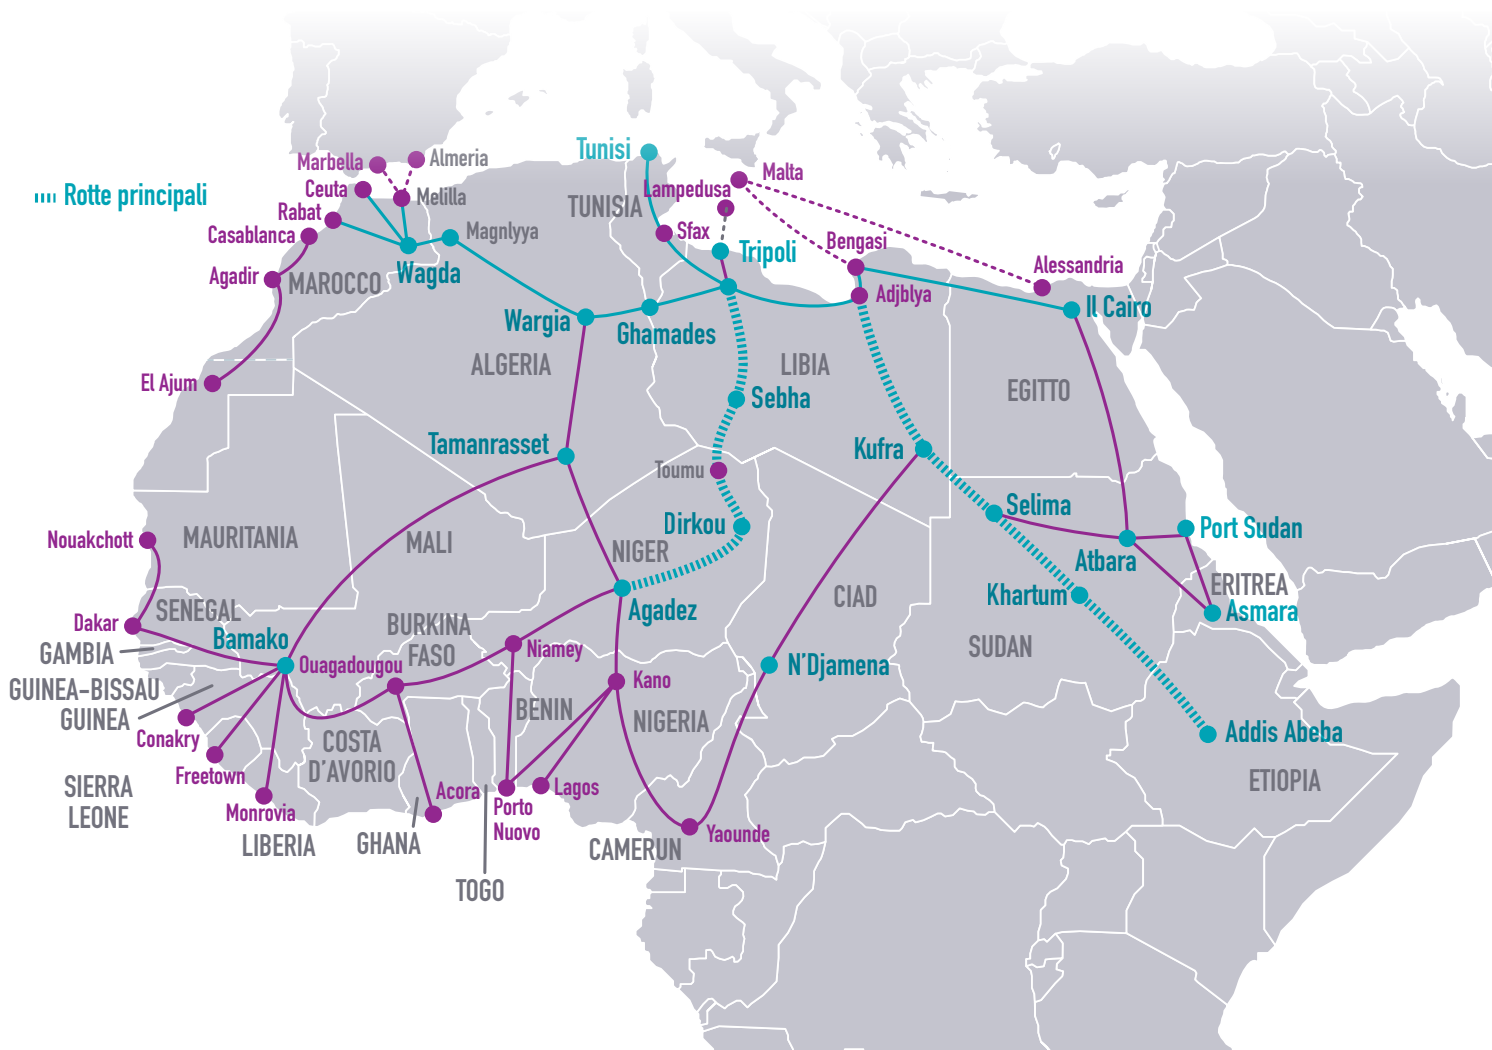 Rotte principali
Marbella
Almeria
Ceuta
Melilla
Rabat
Casablanca
Magnlyya
Wagda
Agadir
MAROCCO
El Ajum
Tunisi
TUNISIA
Sfax
Lampedusa
Malta
Tripoli
Bengasi
Adjblya
Alessandria
Il Cairo
Wargia
Ghamades
ALGERIA
LIBIA
EGITTO
Sebha
Tamanrasset
Toumu
Kufra
Dirkou
Selima
Port Sudan
Atbara
Nouakchott
MAURITANIA
MALI
NIGER
Agadez
CIAD
Khartum
ERITREA
Asmara
SENEGAL
Dakar
Bamako
GAMBIA
BURKINA
FASO
Ouagadougou
Niamey
N'Djamena
SUDAN
GUINEA-BISSAU
GUINEA
Kano
BENIN
NIGERIA
Conakry
COSTA
D'AVORIO
Addis Abeba
Freetown
SIERRA
LEONE
Monrovia
Acora
Porto
Nuovo
Lagos
ETIOPIA
LIBERIA
GHANA
CAMERUN
Yaounde
TOGO